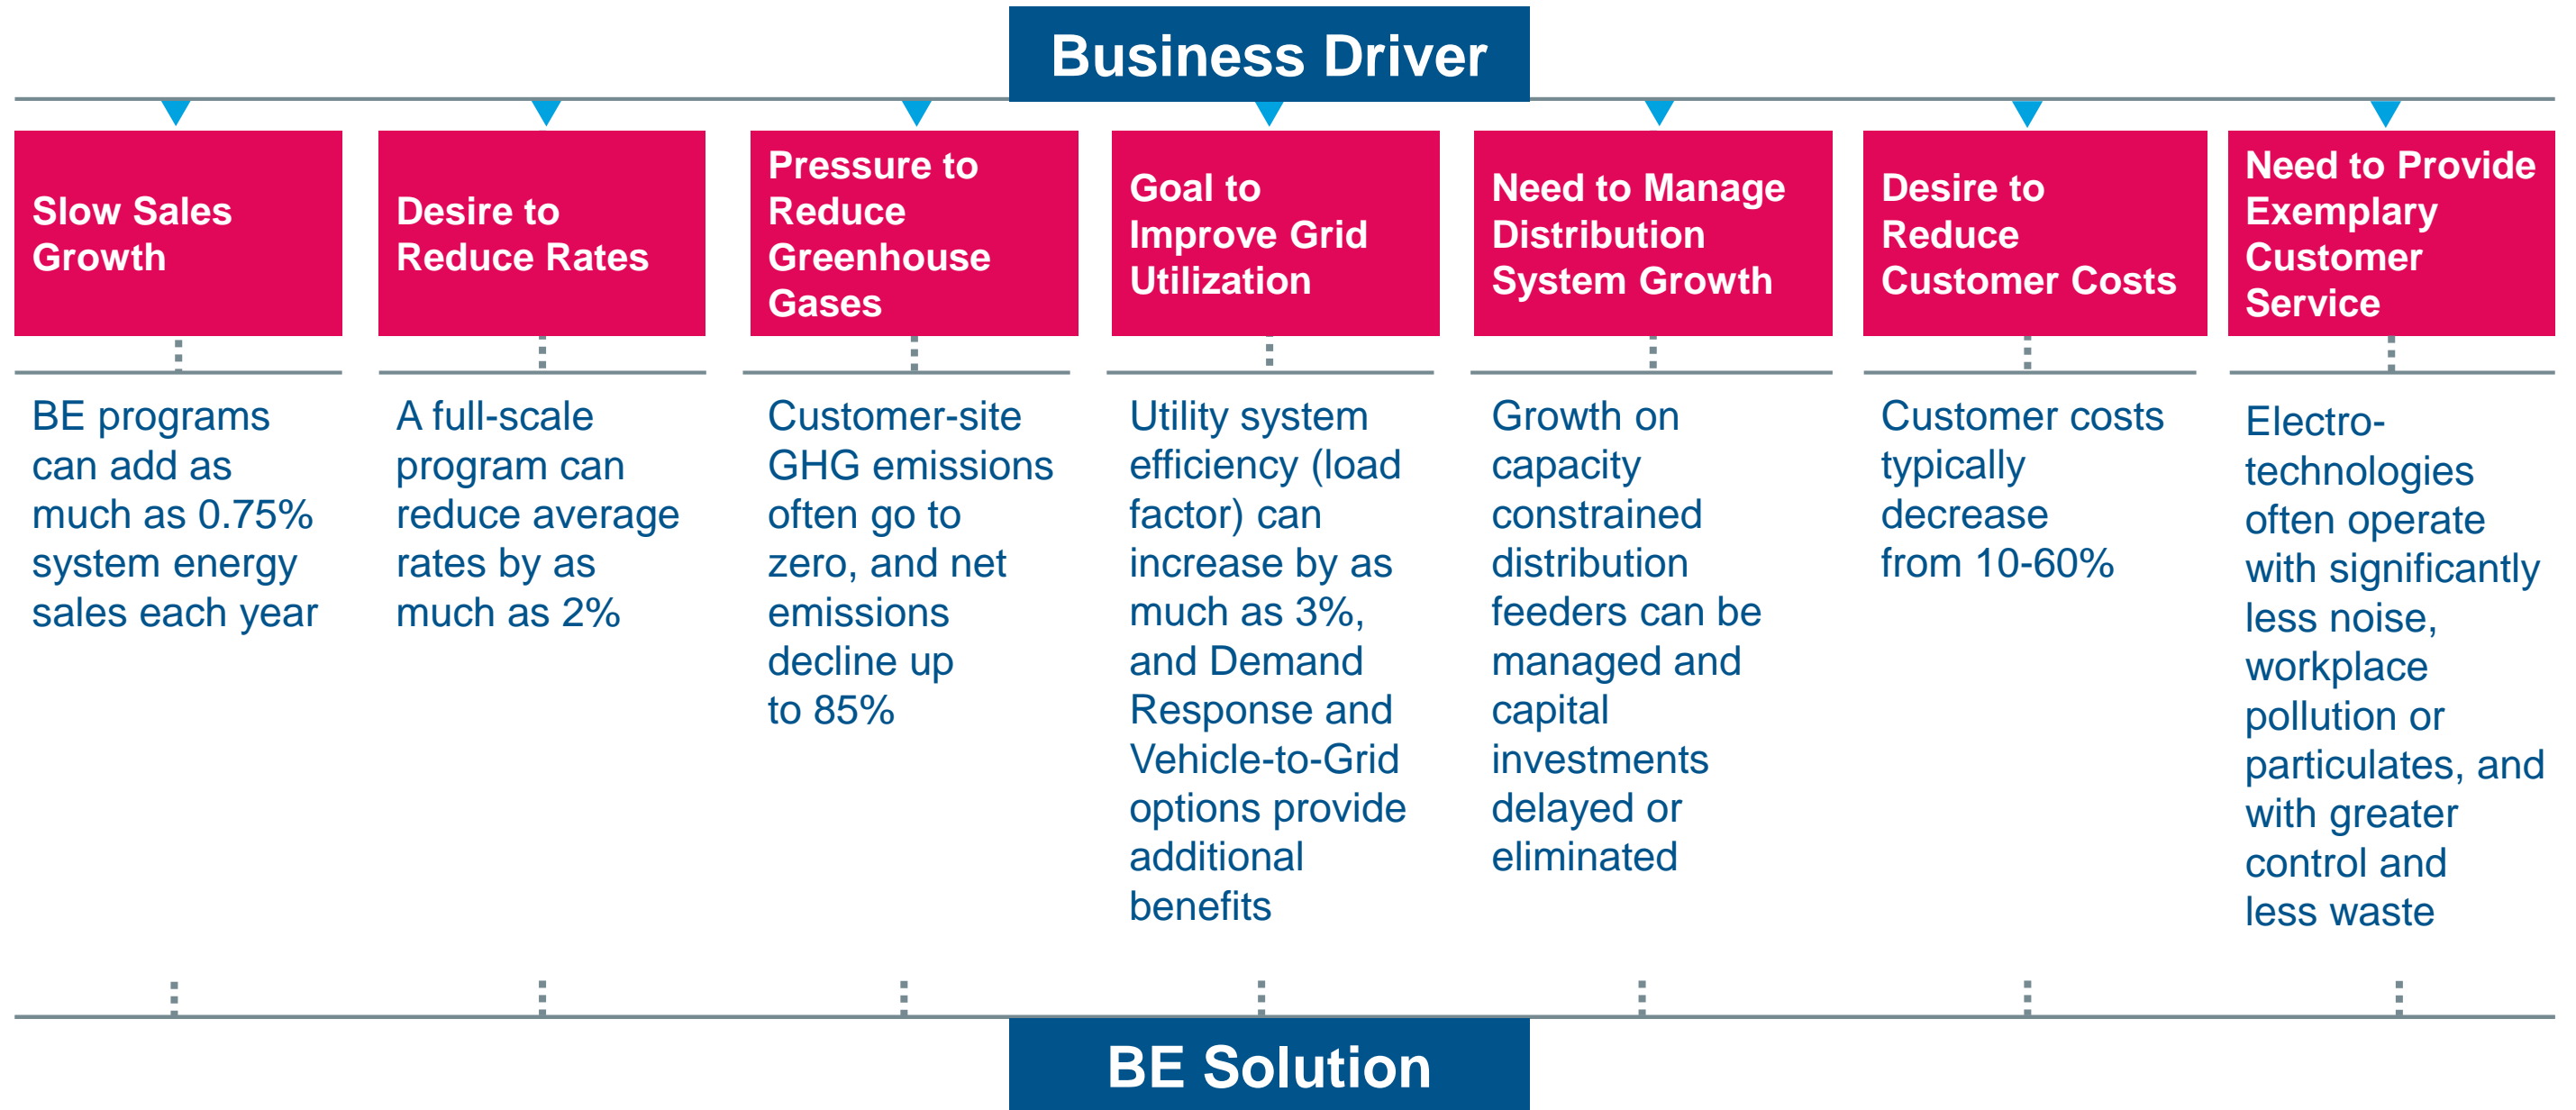 Business Driver
Slow Sales
Growth
Desire to
Reduce Rates
Pressure to
Reduce
Greenhouse
Gases
Goal to
Improve Grid
Utilization
Need to Manage
Distribution
System Growth
Desire to
Reduce
Customer Costs
Need to Provide
Exemplary
Customer
Service
BE programs
can add as
much as 0.75%
system energy
sales each year
A full-scale
program can
reduce average
rates by as
much as 2%
Customer-site
GHG emissions
often go to
zero, and net
emissions
decline up
to 85%
Utility system
efficiency (load
factor) can
increase by as
much as 3%,
and Demand
Response and
Vehicle-to-Grid
options provide
additional
benefits
Growth on
capacity
constrained
distribution
feeders can be
managed and
capital
investments
delayed or
eliminated
Customer costs
typically
decrease
from 10-60%
Electro-
technologies
often operate
with significantly
less noise,
workplace
pollution or
particulates, and
with greater
control and
less waste
BE Solution